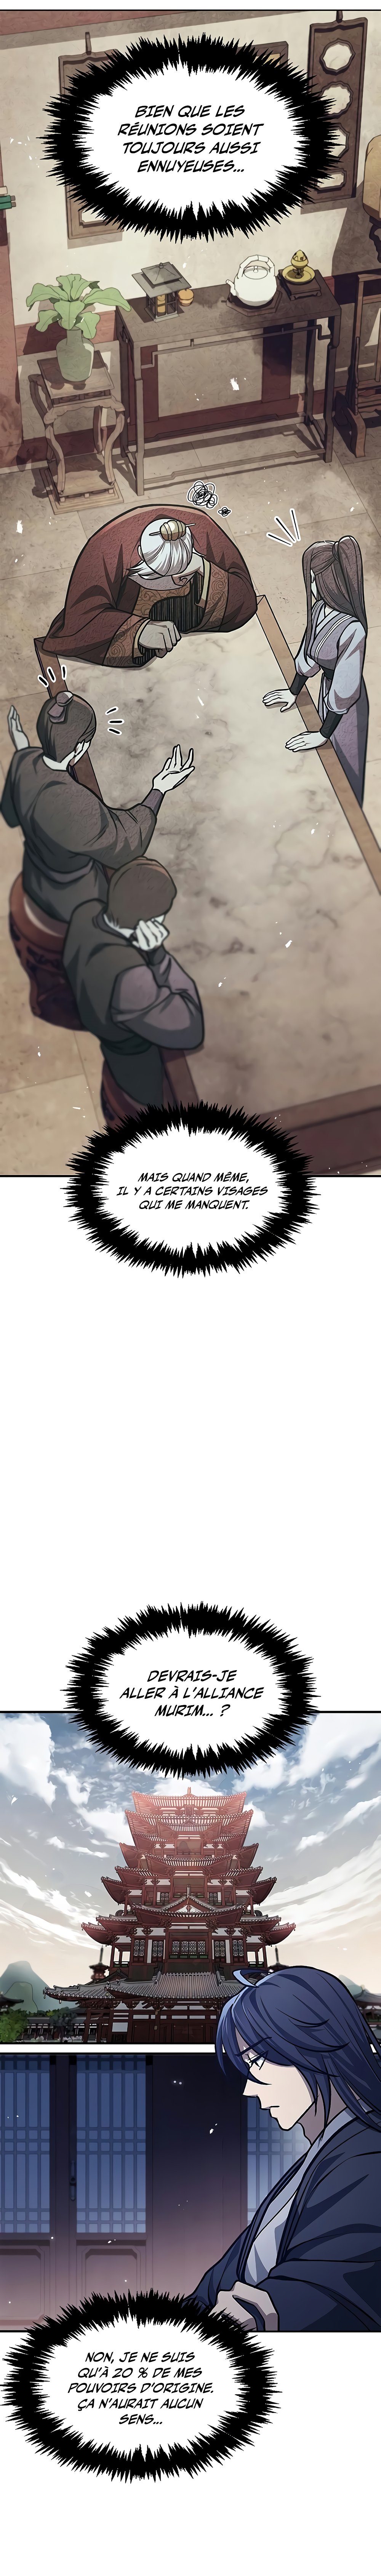 BIEN QUE LES
RÉUNIONS SOIENT
TOUJOURS AUSSI
ENNUYEUSES...
MAIS QUAND MÊME,
IL Y A CERTAINS VISAGES
QUI ME MANQUENT.
DEVRAIS-JE
ALLER À L'ALLIANCE
MURIM... ?
NON, JE NE SUIS
QU'À 20 % DE MES
POUVOIRS D'ORIGINE.
ÇA N'AURAIT AUCUN
SENS...